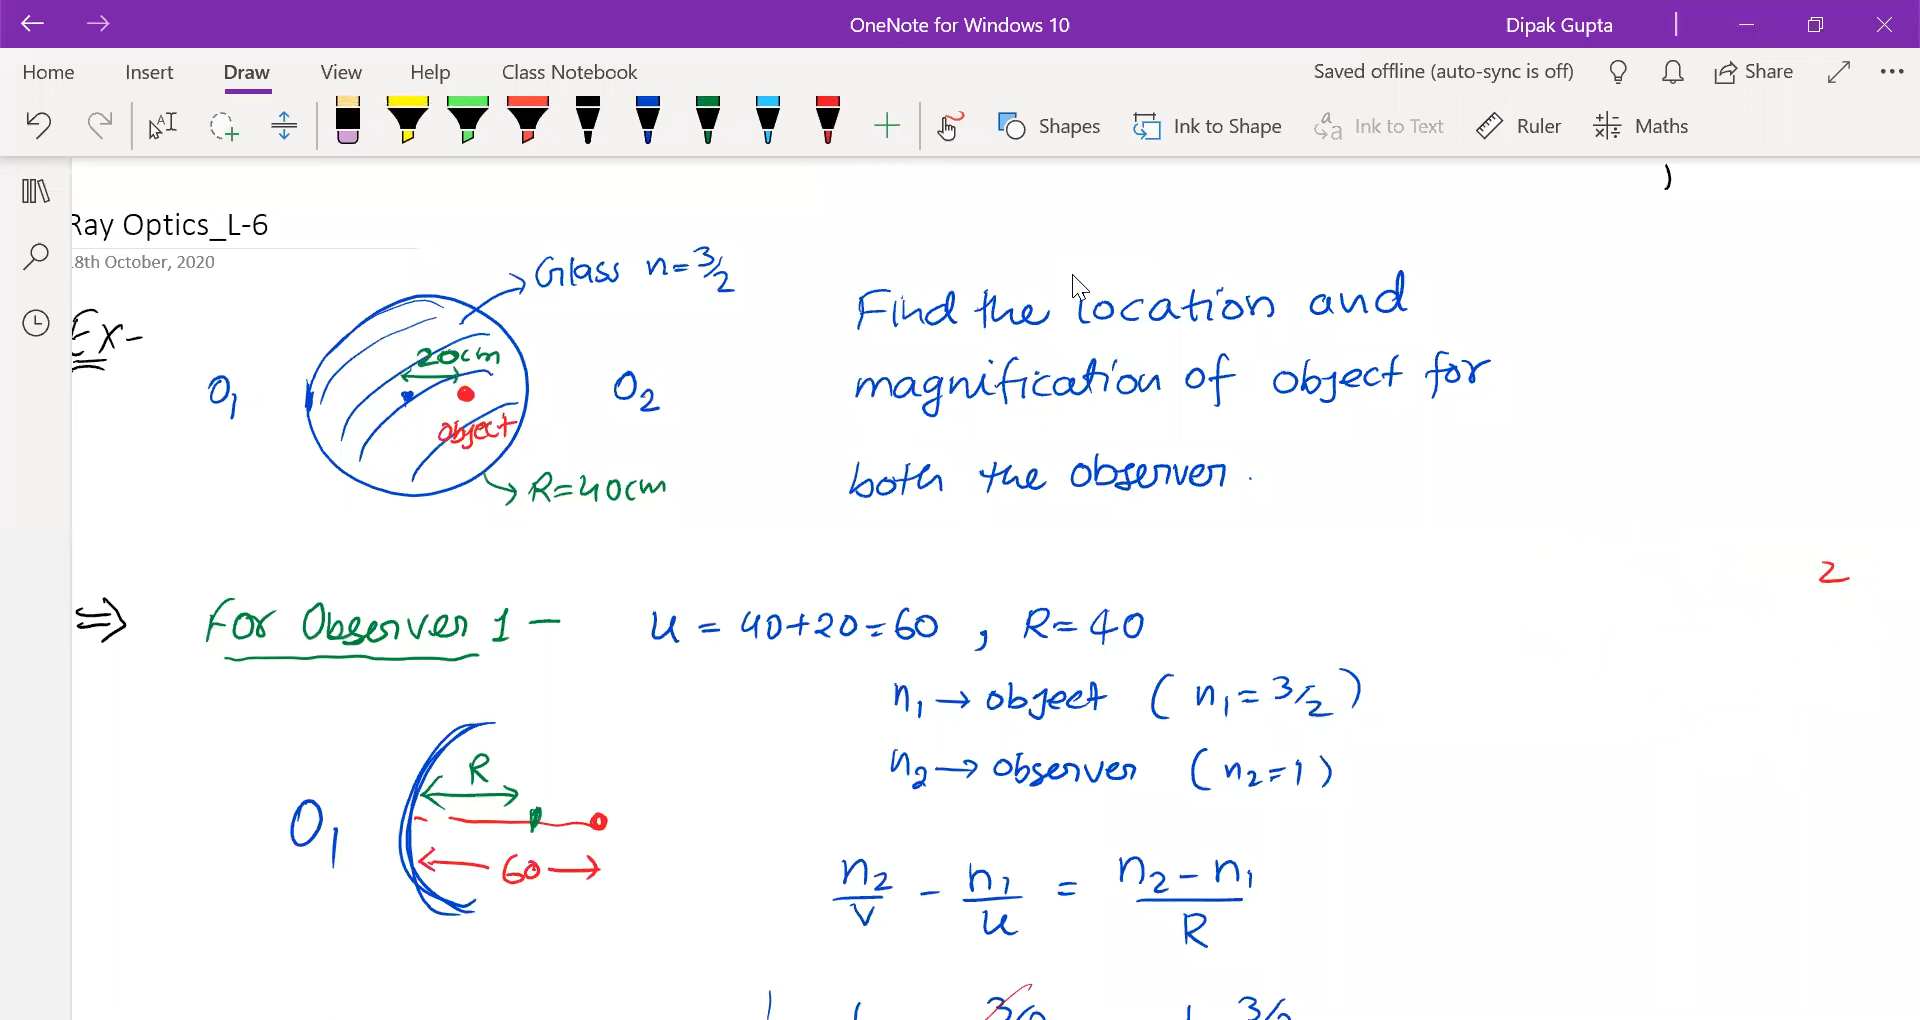 OneNote for Windows 10
Dipak Gupta
Home Insert Draw View Help Class Notebook
Saved offline (auto-sync is off) Share
Shapes Ink to Shape Ink to Text Ruler Maths
)
Ray Optics_L-6
8th October, 2020
Glass n=3/2
Ex-
Find the location and
magnification of object for
both the observer.
O1
20cm
O2
object
R=40cm
2
⇒ For Observer 1 — u = 40+20=60 , R=40
n1 → object ( n1=3/2 )
n2 → observer ( n2=1 )
R
O1
60
n2/v - n1/u = (n2-n1)/R